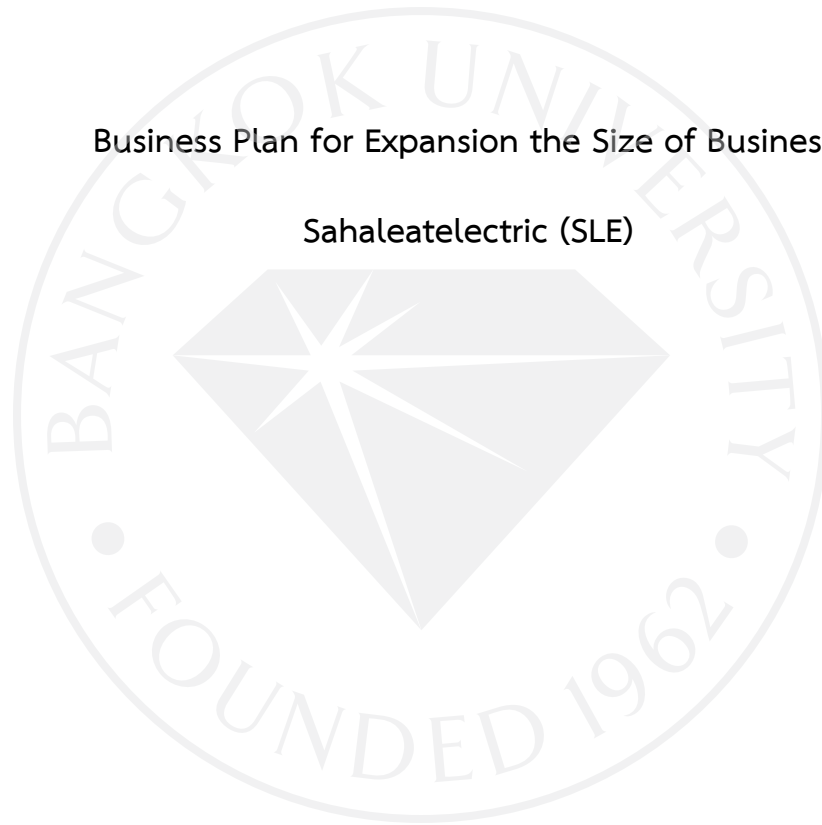 Business Plan for Expansion the Size of Busines
Sahaleatelectric (SLE)
BANGKOK UNIVERSITY
• FOUNDED 1962 •